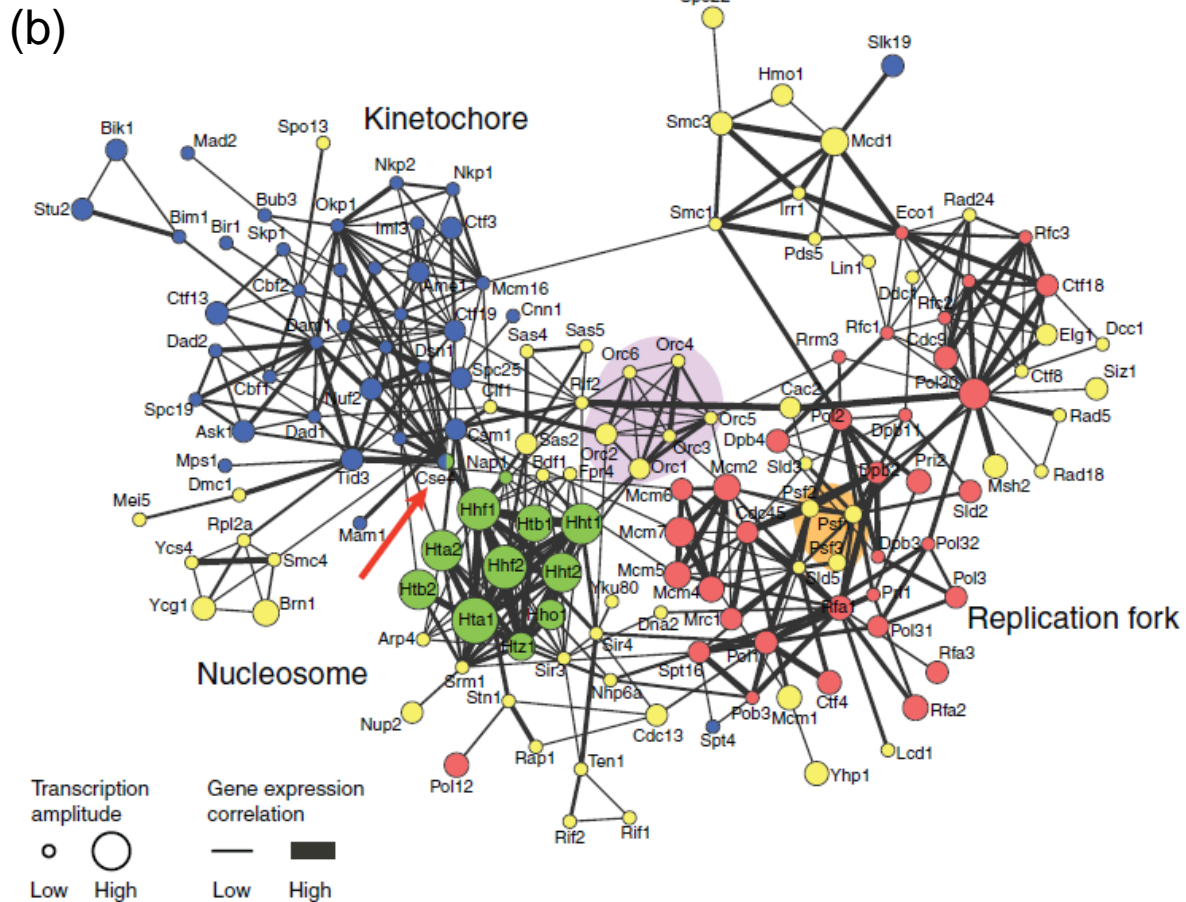 (b)
Slk19
Hmo1
Smc3
Mcd1
Kinetochore
Bik1
Mad2
Spo13
Nkp2
Nkp1
Stu2
Bim1
Bir1
Bub3
Skp1
Okp1
Iml3
Ctf3
Smc1
Irr1
Pds5
Eco1
Rad24
Rfc3
Lin1
Ddc1
Rfc2
Ctf18
Ctf13
Cbf2
Ame1
Mcm16
Cnn1
Ctf19
Dam1
Sas4
Sas5
Orc6
Orc4
Rrm3
Rfc1
Cdc9
Elg1
Dcc1
Dad2
Dsn1
Cbf1
Nuf2
Spc25
Clf1
Rif2
Cac2
Pol30
Ctf8
Siz1
Spc19
Ask1
Dad1
Csm1
Sas2
Orc2
Orc3
Orc5
Orc1
Dpb4
Pol2
Dpb11
Rad5
Mps1
Dmc1
Tid3
Cse4
Nap1
Bdf1
Fpr4
Mcm2
Sld3
Dpb2
Pri2
Msh2
Rad18
Mei5
Mam1
Hhf1
Htb1
Hht1
Mcm6
Cdc45
Psf2
Psf
Sld2
Rpl2a
Ycs4
Smc4
Hta2
Hhf2
Hht2
Mcm7
Psf3
Dpb3
Pol32
Ycg1
Brn1
Htb2
Hta1
Hho1
Yku80
Mcm5
Mcm4
Sld5
Pri1
Pol3
Arp4
Htz1
Sir4
Dna2
Mrc1
Rfa1
Pol31
Replication fork
Nucleosome
Srm1
Sir3
Nhp6a
Spt16
Pol1
Rfa3
Nup2
Stn1
Cdc13
Spt4
Pob3
Mcm1
Ctf4
Rfa2
Pol12
Rap1
Ten1
Yhp1
Lcd1
Rif2
Rif1
Transcription
amplitude
Gene expression
correlation
Low High
Low High